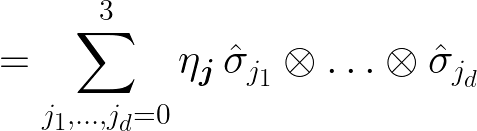 $= \sum_{j_1,\ldots,j_d=0}^{3} \eta_{\boldsymbol{j}} \, \hat{\sigma}_{j_1} \otimes \ldots \otimes \hat{\sigma}_{j_d}$